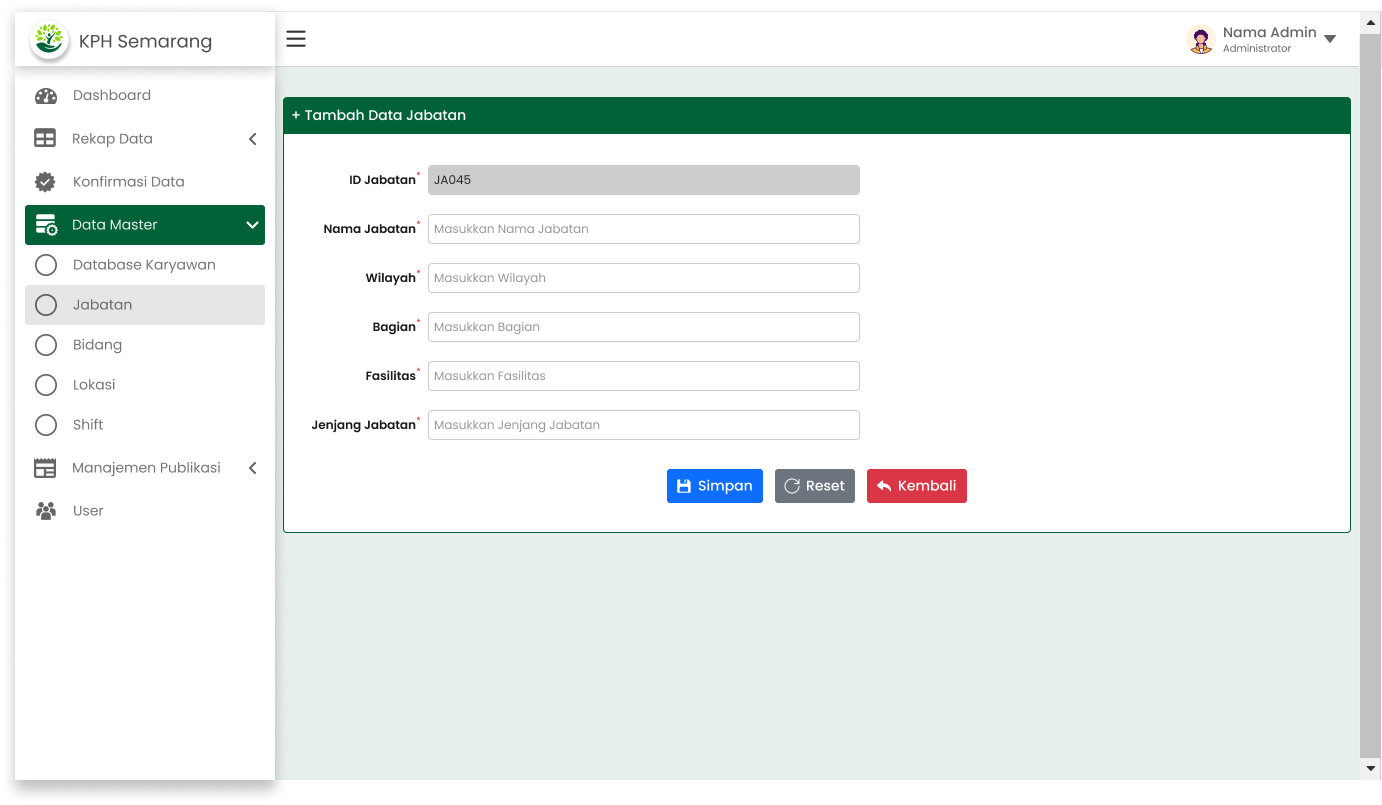 KPH Semarang
Nama Admin
Administrator
Dashboard
Rekap Data
Konfirmasi Data
Data Master
Database Karyawan
Jabatan
Bidang
Lokasi
Shift
Manajemen Publikasi
User
+ Tambah Data Jabatan
ID Jabatan* JA045
Nama Jabatan* Masukkan Nama Jabatan
Wilayah* Masukkan Wilayah
Bagian* Masukkan Bagian
Fasilitas* Masukkan Fasilitas
Jenjang Jabatan* Masukkan Jenjang Jabatan
Simpan Reset Kembali